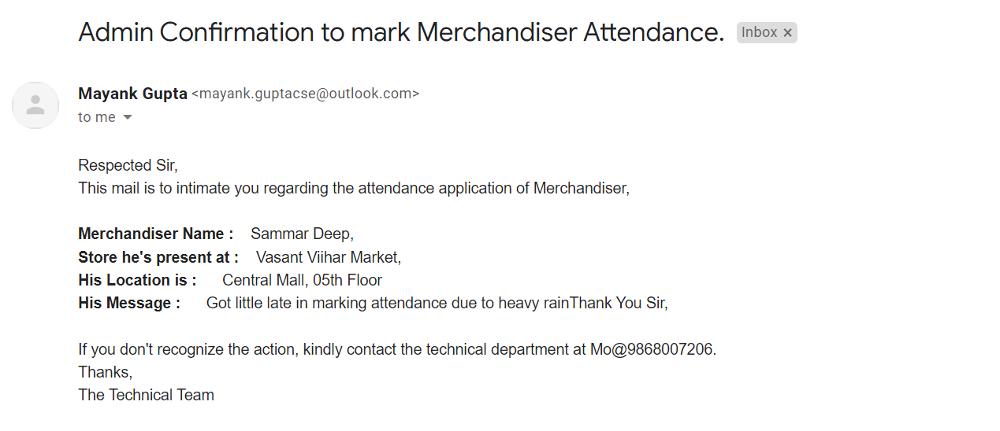 Admin Confirmation to mark Merchandiser Attendance. Inbox ×
Mayank Gupta <mayank.guptacse@outlook.com>
to me
Respected Sir,
This mail is to intimate you regarding the attendance application of Merchandiser,
Merchandiser Name : Sammar Deep,
Store he's present at : Vasant Viihar Market,
His Location is : Central Mall, 05th Floor
His Message : Got little late in marking attendance due to heavy rainThank You Sir,
If you don't recognize the action, kindly contact the technical department at Mo@9868007206.
Thanks,
The Technical Team